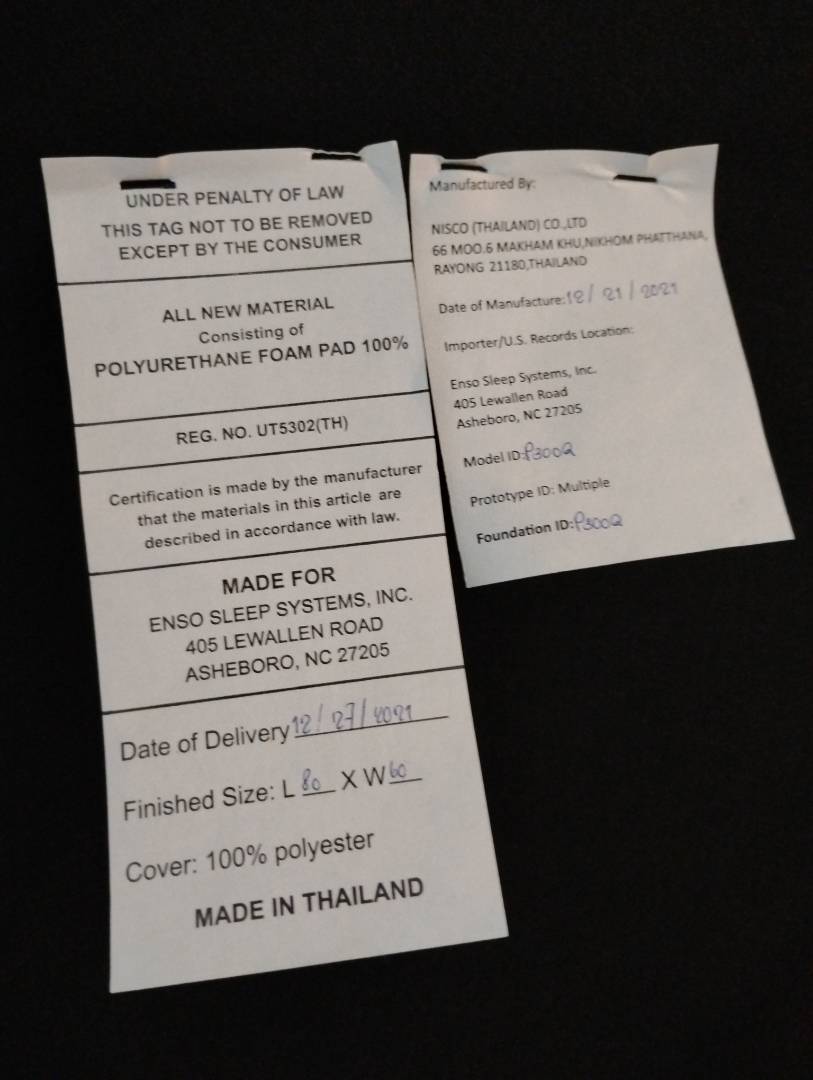 UNDER PENALTY OF LAW
THIS TAG NOT TO BE REMOVED
EXCEPT BY THE CONSUMER
ALL NEW MATERIAL
Consisting of
POLYURETHANE FOAM PAD 100%
REG. NO. UT5302(TH)
Certification is made by the manufacturer
that the materials in this article are
described in accordance with law.
MADE FOR
ENSO SLEEP SYSTEMS, INC.
405 LEWALLEN ROAD
ASHEBORO, NC 27205
Date of Delivery 12/27/2021
Finished Size: L 80 X W 60
Cover: 100% polyester
MADE IN THAILAND
Manufactured By:
NISCO (THAILAND) CO.,LTD
66 MOO.6 MAKHAM KHU,NIKHOM PHATTHANA,
RAYONG 21180,THAILAND
Date of Manufacture:12/21/2021
Importer/U.S. Records Location:
Enso Sleep Systems, Inc.
405 Lewallen Road
Asheboro, NC 27205
Model ID:P300Q
Prototype ID: Multiple
Foundation ID:P300Q